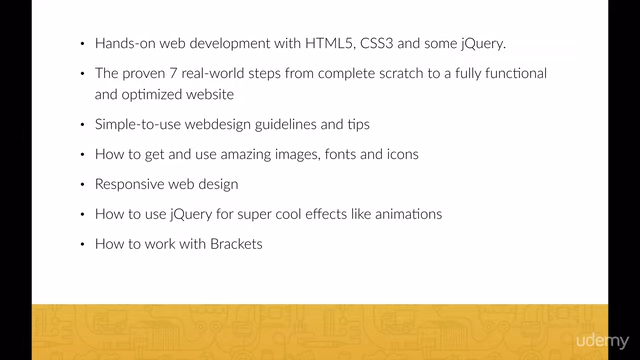 • Hands-on web development with HTML5, CSS3 and some jQuery.
• The proven 7 real-world steps from complete scratch to a fully functional
and optimized website
• Simple-to-use webdesign guidelines and tips
• How to get and use amazing images, fonts and icons
• Responsive web design
• How to use jQuery for super cool effects like animations
• How to work with Brackets
udemy